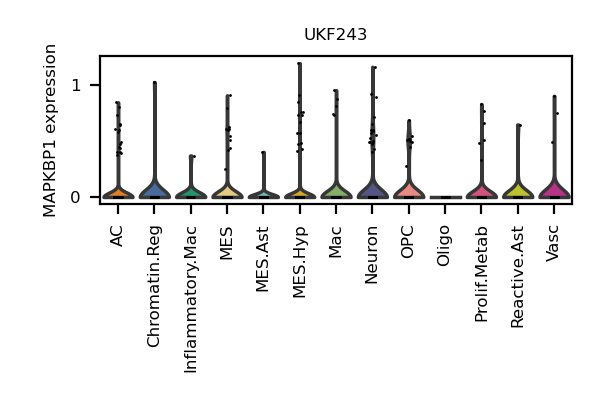 UKF243
MAPKBP1 expression
1
0
AC
Chromatin.Reg
Inflammatory.Mac
MES
MES.Ast
MES.Hyp
Mac
Neuron
OPC
Oligo
Prolif.Metab
Reactive.Ast
Vasc